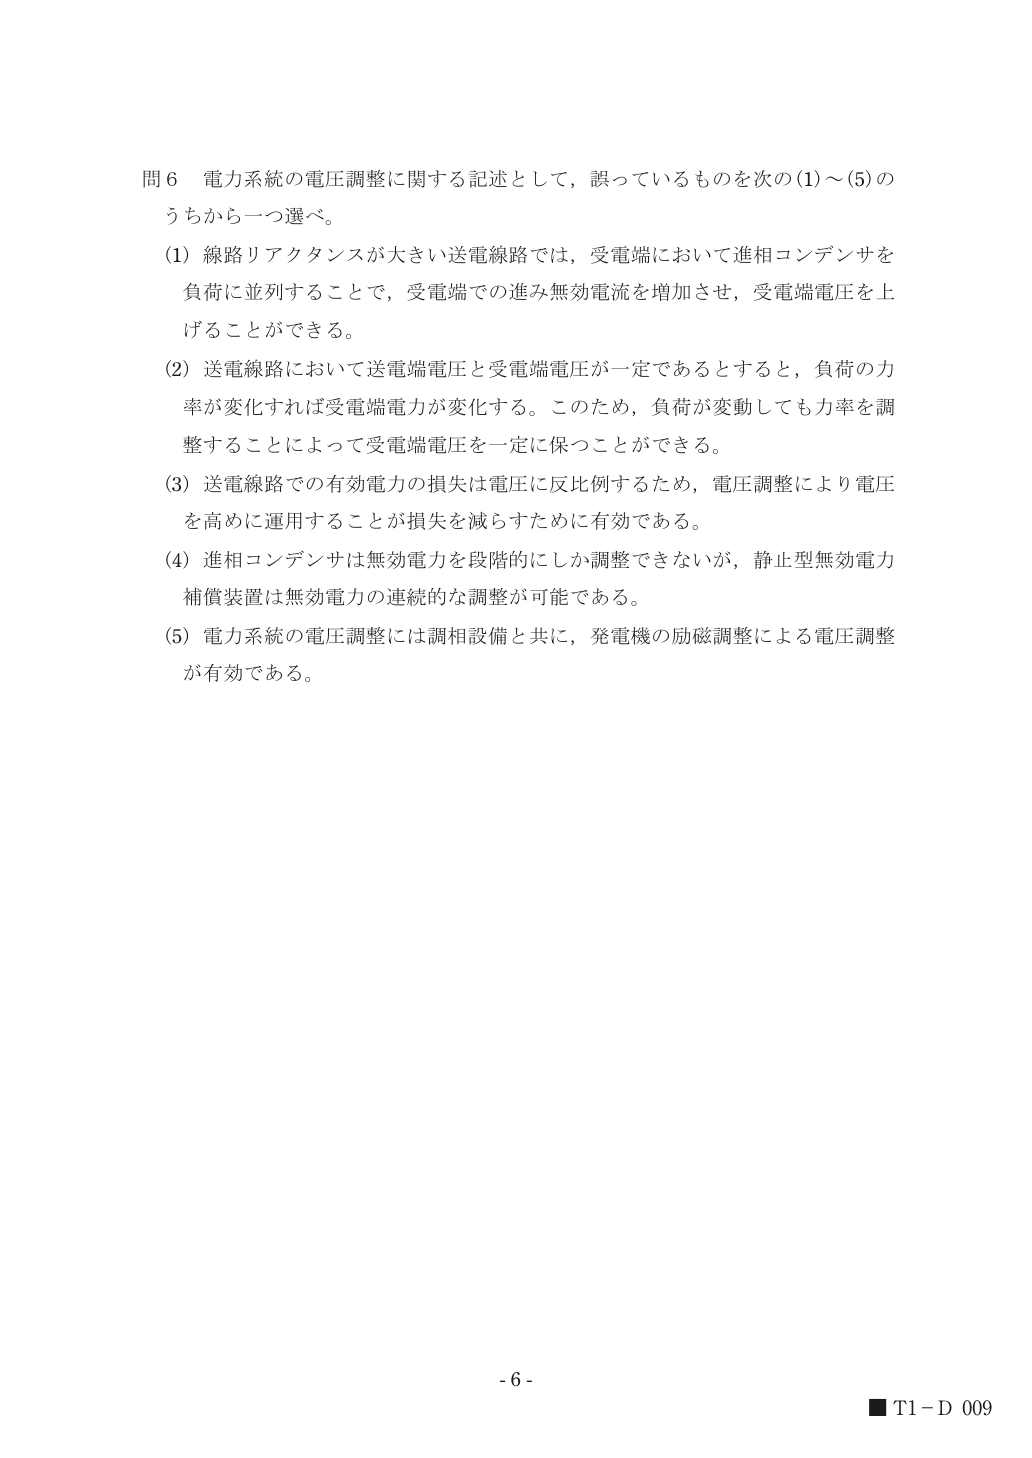 問6　電力系統の電圧調整に関する記述として，誤っているものを次の(1)～(5)の
うちから一つ選べ。
(1) 線路リアクタンスが大きい送電線路では，受電端において進相コンデンサを
負荷に並列することで，受電端での進み無効電流を増加させ，受電端電圧を上
げることができる。
(2) 送電線路において送電端電圧と受電端電圧が一定であるとすると，負荷の力
率が変化すれば受電端電力が変化する。このため，負荷が変動しても力率を調
整することによって受電端電圧を一定に保つことができる。
(3) 送電線路での有効電力の損失は電圧に反比例するため，電圧調整により電圧
を高めに運用することが損失を減らすために有効である。
(4) 進相コンデンサは無効電力を段階的にしか調整できないが，静止型無効電力
補償装置は無効電力の連続的な調整が可能である。
(5) 電力系統の電圧調整には調相設備と共に，発電機の励磁調整による電圧調整
が有効である。
- 6 -
■ T1－D 009